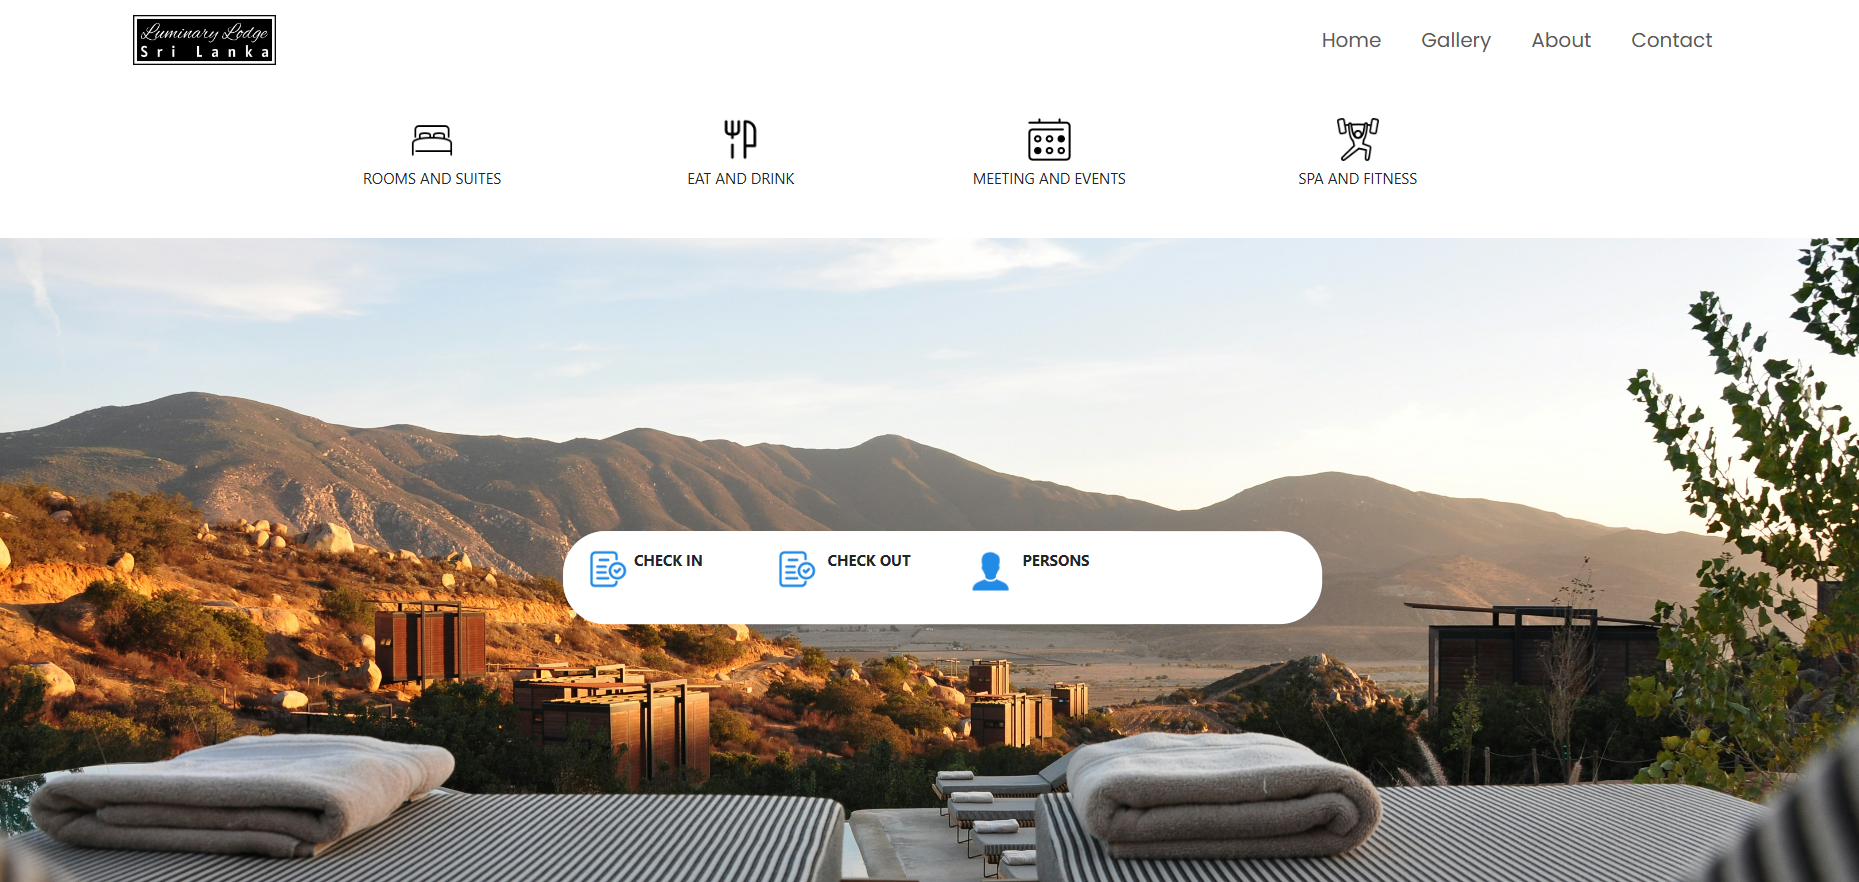 Luminary Lodge
Sri Lanka
Home Gallery About Contact
ROOMS AND SUITES EAT AND DRINK MEETING AND EVENTS SPA AND FITNESS
CHECK IN CHECK OUT PERSONS